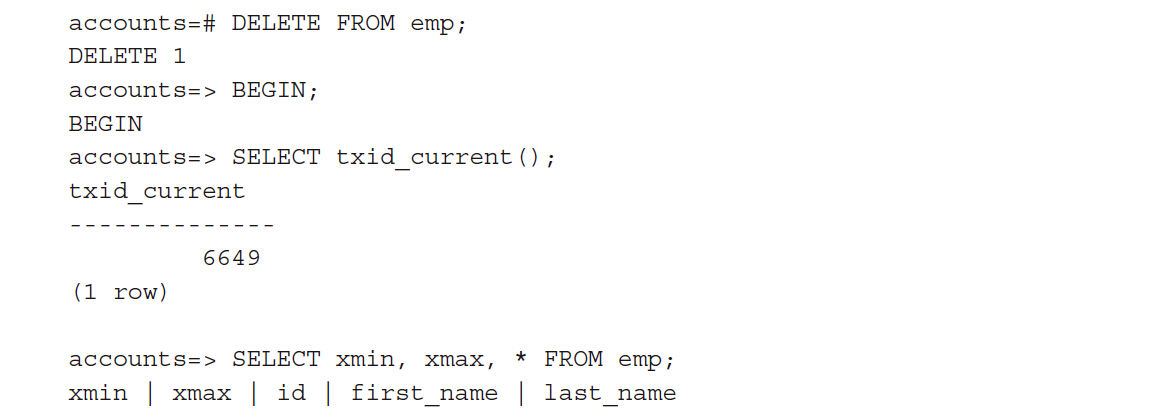 accounts=# DELETE FROM emp;
DELETE 1
accounts=> BEGIN;
BEGIN
accounts=> SELECT txid_current();
txid_current
--------------
6649
(1 row)
accounts=> SELECT xmin, xmax, * FROM emp;
xmin | xmax | id | first_name | last_name